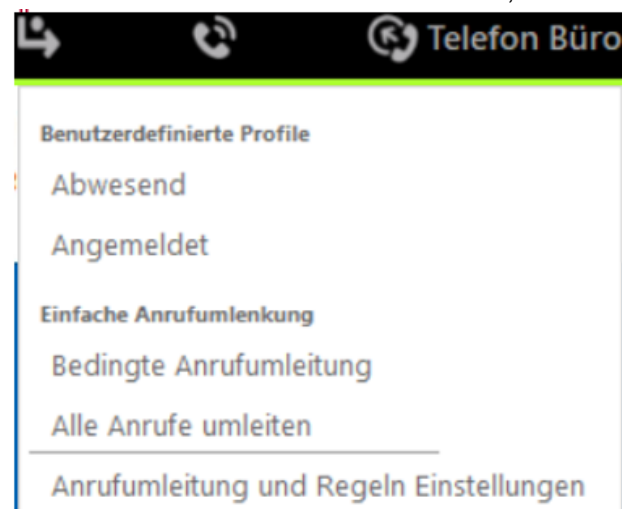 Telefon Büro
Benutzerdefinierte Profile
Abwesend
Angemeldet
Einfache Anrufumlenkung
Bedingte Anrufumleitung
Alle Anrufe umleiten
Anrufumleitung und Regeln Einstellungen